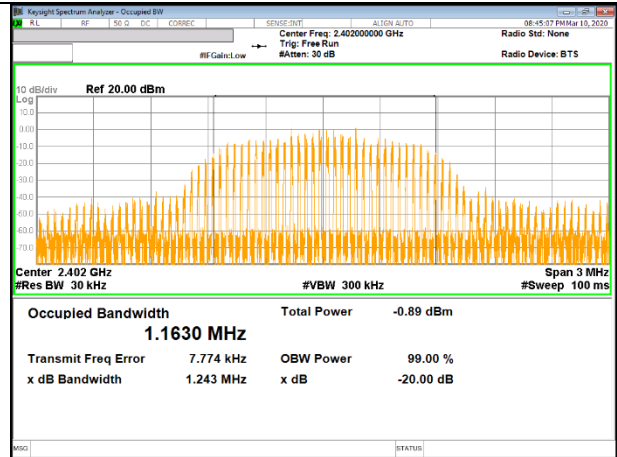 Keysight Spectrum Analyzer - Occupied BW
RL RF 50 Ω DC CORREC SENSE:INT ALIGN AUTO 08:45:07 PM Mar 10, 2020
Center Freq: 2.402000000 GHz Radio Std: None
Trig: Free Run
#IFGain:Low #Atten: 30 dB Radio Device: BTS
10 dB/div Ref 20.00 dBm
Log
10.0
0.00
-10.0
-20.0
-30.0
-40.0
-50.0
-60.0
-70.0
Center 2.402 GHz Span 3 MHz
#Res BW 30 kHz #VBW 300 kHz #Sweep 100 ms
Occupied Bandwidth Total Power -0.89 dBm
1.1630 MHz
Transmit Freq Error 7.774 kHz OBW Power 99.00 %
x dB Bandwidth 1.243 MHz x dB -20.00 dB
MSG STATUS